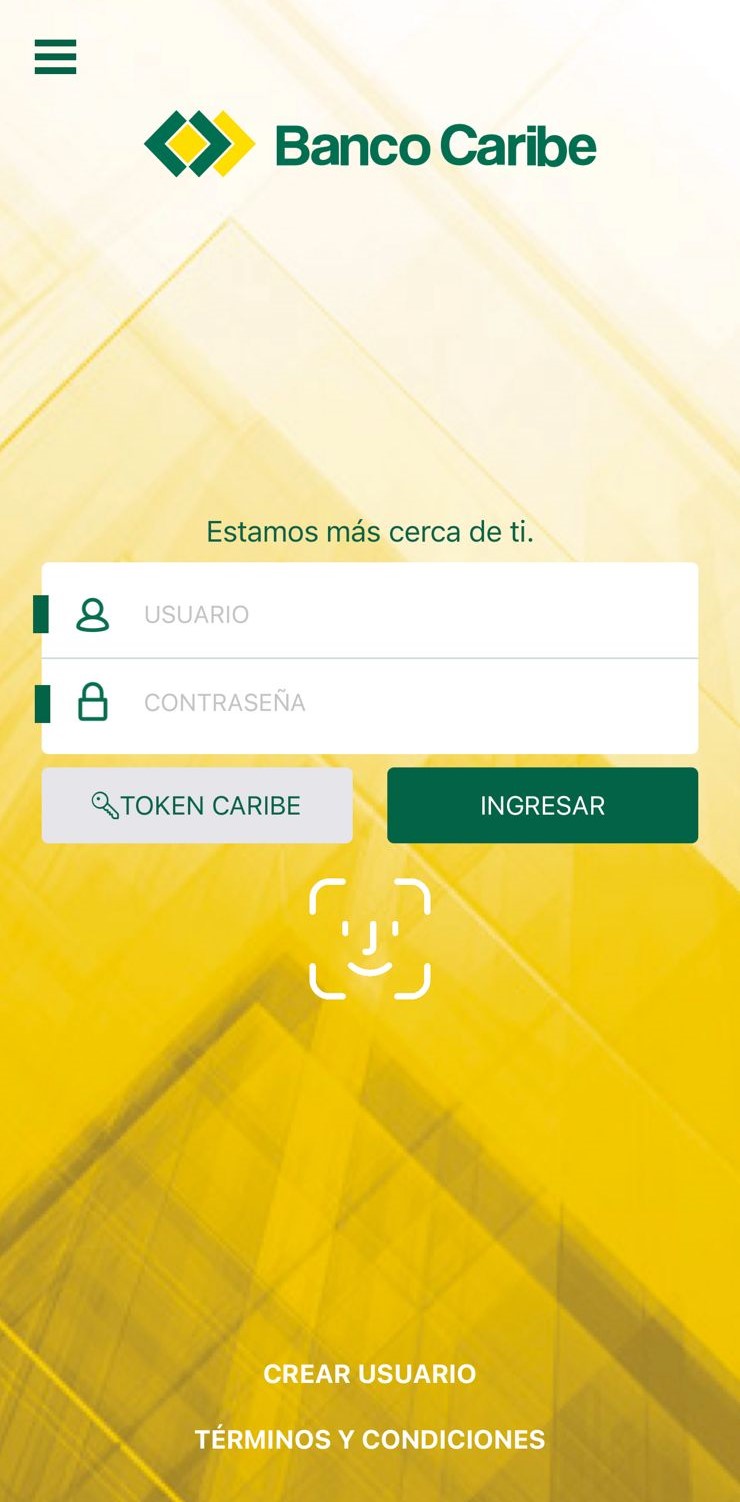 Banco Caribe
Estamos más cerca de ti.
USUARIO
CONTRASEÑA
TOKEN CARIBE
INGRESAR
CREAR USUARIO
TÉRMINOS Y CONDICIONES